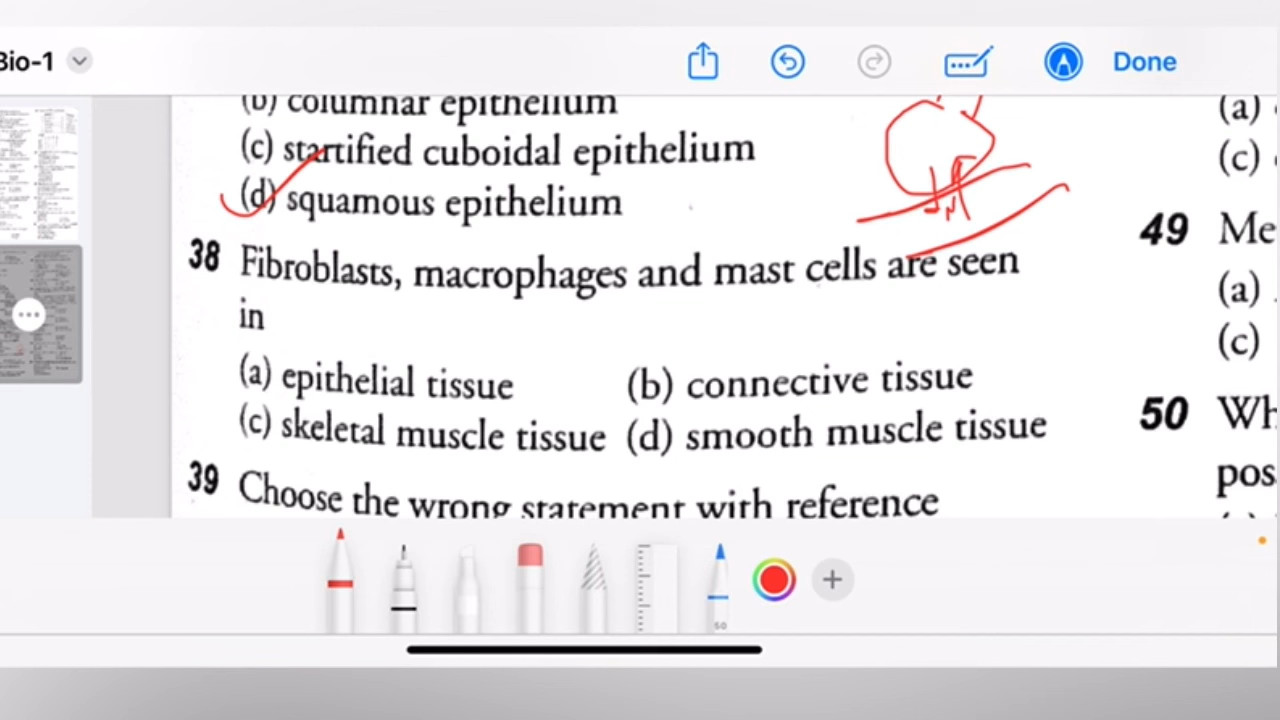 Bio-1
Done
(b) columnar epithelium
(c) startified cuboidal epithelium
(d) squamous epithelium
38 Fibroblasts, macrophages and mast cells are seen
in
(a) epithelial tissue (b) connective tissue
(c) skeletal muscle tissue (d) smooth muscle tissue
39 Choose the wrong statement with reference
(a)
(c)
49 Me
(a)
(c)
50 Wh
pos
50